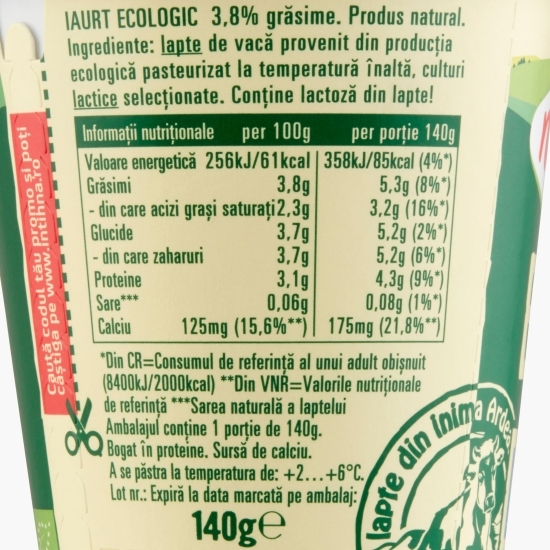 IAURT ECOLOGIC 3,8% grăsime. Produs natural.
Ingrediente: lapte de vacă provenit din producția
ecologică pasteurizat la temperatură înaltă, culturi
lactice selecționate. Conține lactoză din lapte!
Informații nutriționale per 100g per porție 140g
Valoare energetică 256kJ/61kcal 358kJ/85kcal (4%*)
Grăsimi 3,8g 5,3g (8%*)
- din care acizi grași saturați 2,3g 3,2g (16%*)
Glucide 3,7g 5,2g (2%*)
- din care zaharuri 3,7g 5,2g (6%*)
Proteine 3,1g 4,3g (9%*)
Sare*** 0,06g 0,08g (1%*)
Calciu 125mg (15,6%**) 175mg (21,8%**)
*Din CR=Consumul de referință al unui adult obișnuit
(8400kJ/2000kcal) **Din VNR=Valorile nutriționale
de referință ***Sarea naturală a laptelui
Ambalajul conține 1 porție de 140g.
Bogat în proteine. Sursă de calciu.
A se păstra la temperatura de: +2...+6°C.
Lot nr.: Expiră la data marcată pe ambalaj:
140g℮
Caută codul tău promo și poți
câștiga pe www.intihna.ro
lapte din inima